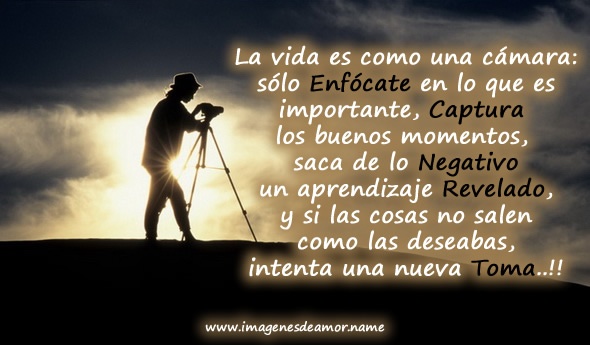 La vida es como una cámara:
sólo Enfócate en lo que es
importante, Captura
los buenos momentos,
saca de lo Negativo
un aprendizaje Revelado,
y si las cosas no salen
como las deseabas,
intenta una nueva Toma..!!
www.imagenesdeamor.name